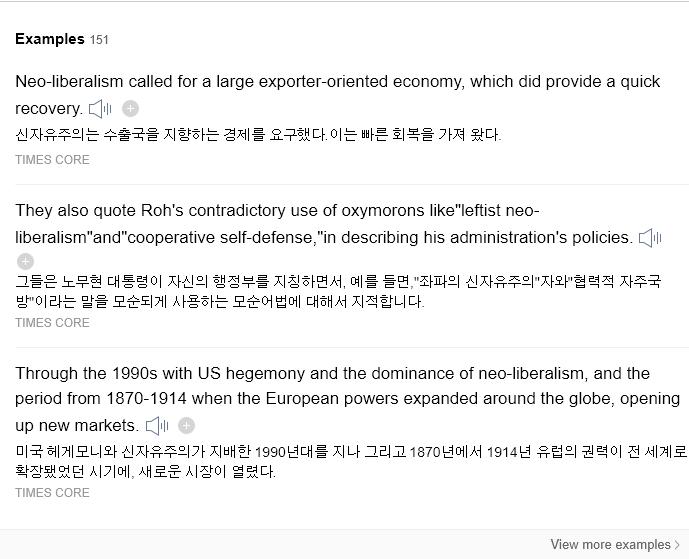 Examples 151
Neo-liberalism called for a large exporter-oriented economy, which did provide a quick
recovery.
신자유주의는 수출국을 지향하는 경제를 요구했다.이는 빠른 회복을 가져 왔다.
TIMES CORE
They also quote Roh's contradictory use of oxymorons like"leftist neo-
liberalism"and"cooperative self-defense,"in describing his administration's policies.
그들은 노무현 대통령이 자신의 행정부를 지칭하면서, 예를 들면,"좌파의 신자유주의"자와"협력적 자주국
방"이라는 말을 모순되게 사용하는 모순어법에 대해서 지적합니다.
TIMES CORE
Through the 1990s with US hegemony and the dominance of neo-liberalism, and the
period from 1870-1914 when the European powers expanded around the globe, opening
up new markets.
미국 헤게모니와 신자유주의가 지배한 1990년대를 지나 그리고 1870년에서 1914년 유럽의 권력이 전 세계로
확장됐었던 시기에, 새로운 시장이 열렸다.
TIMES CORE
View more examples